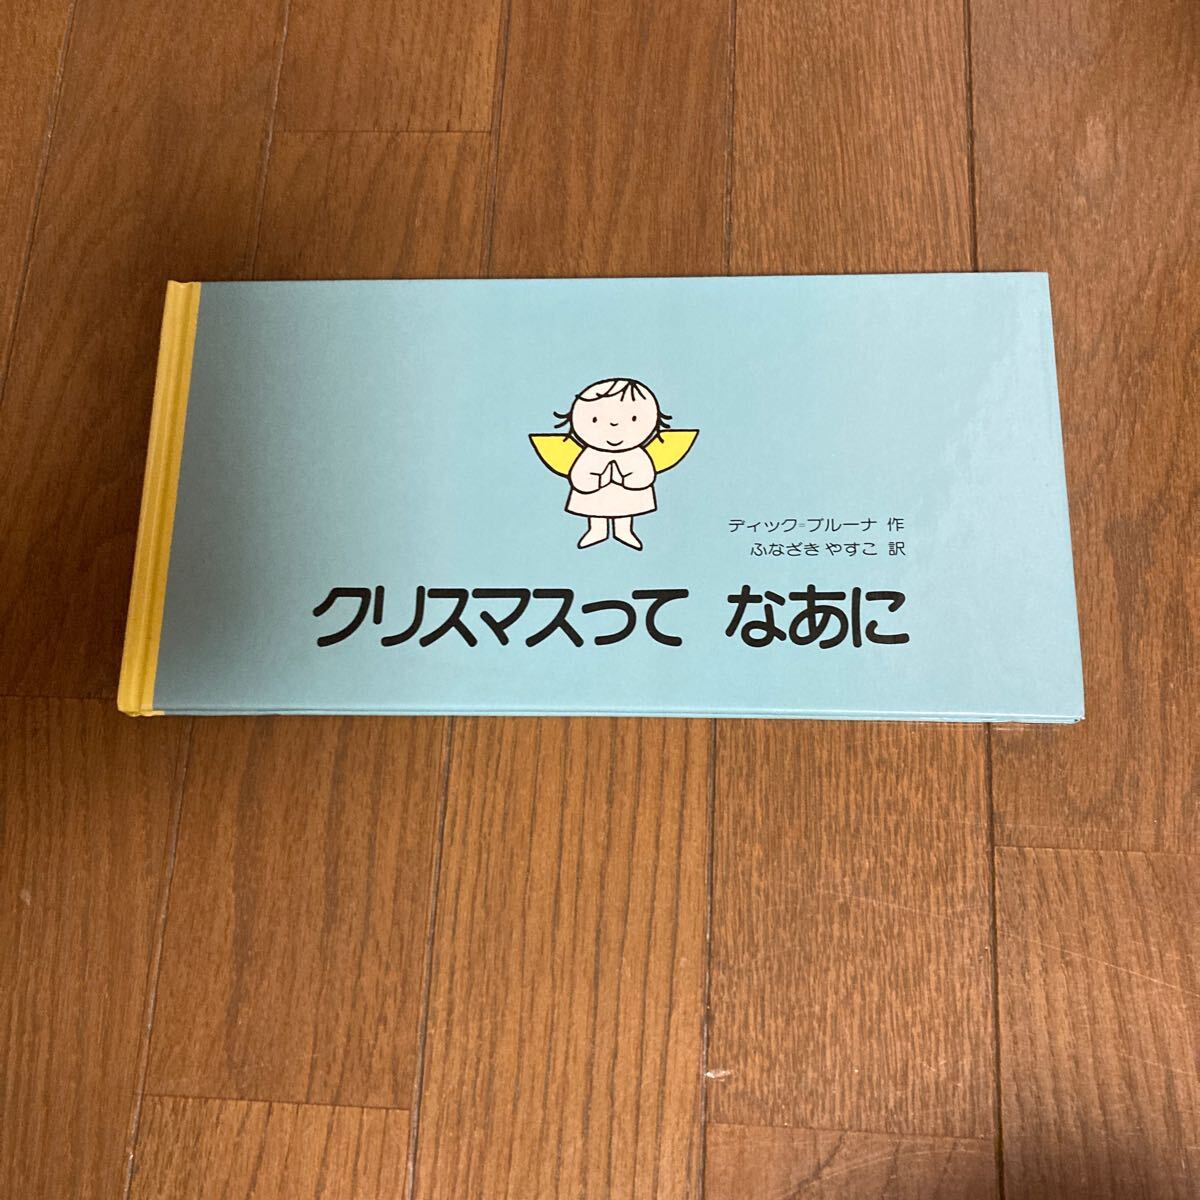 ディック=ブルーナ 作
ふなざき やすこ 訳
クリスマスって なあに